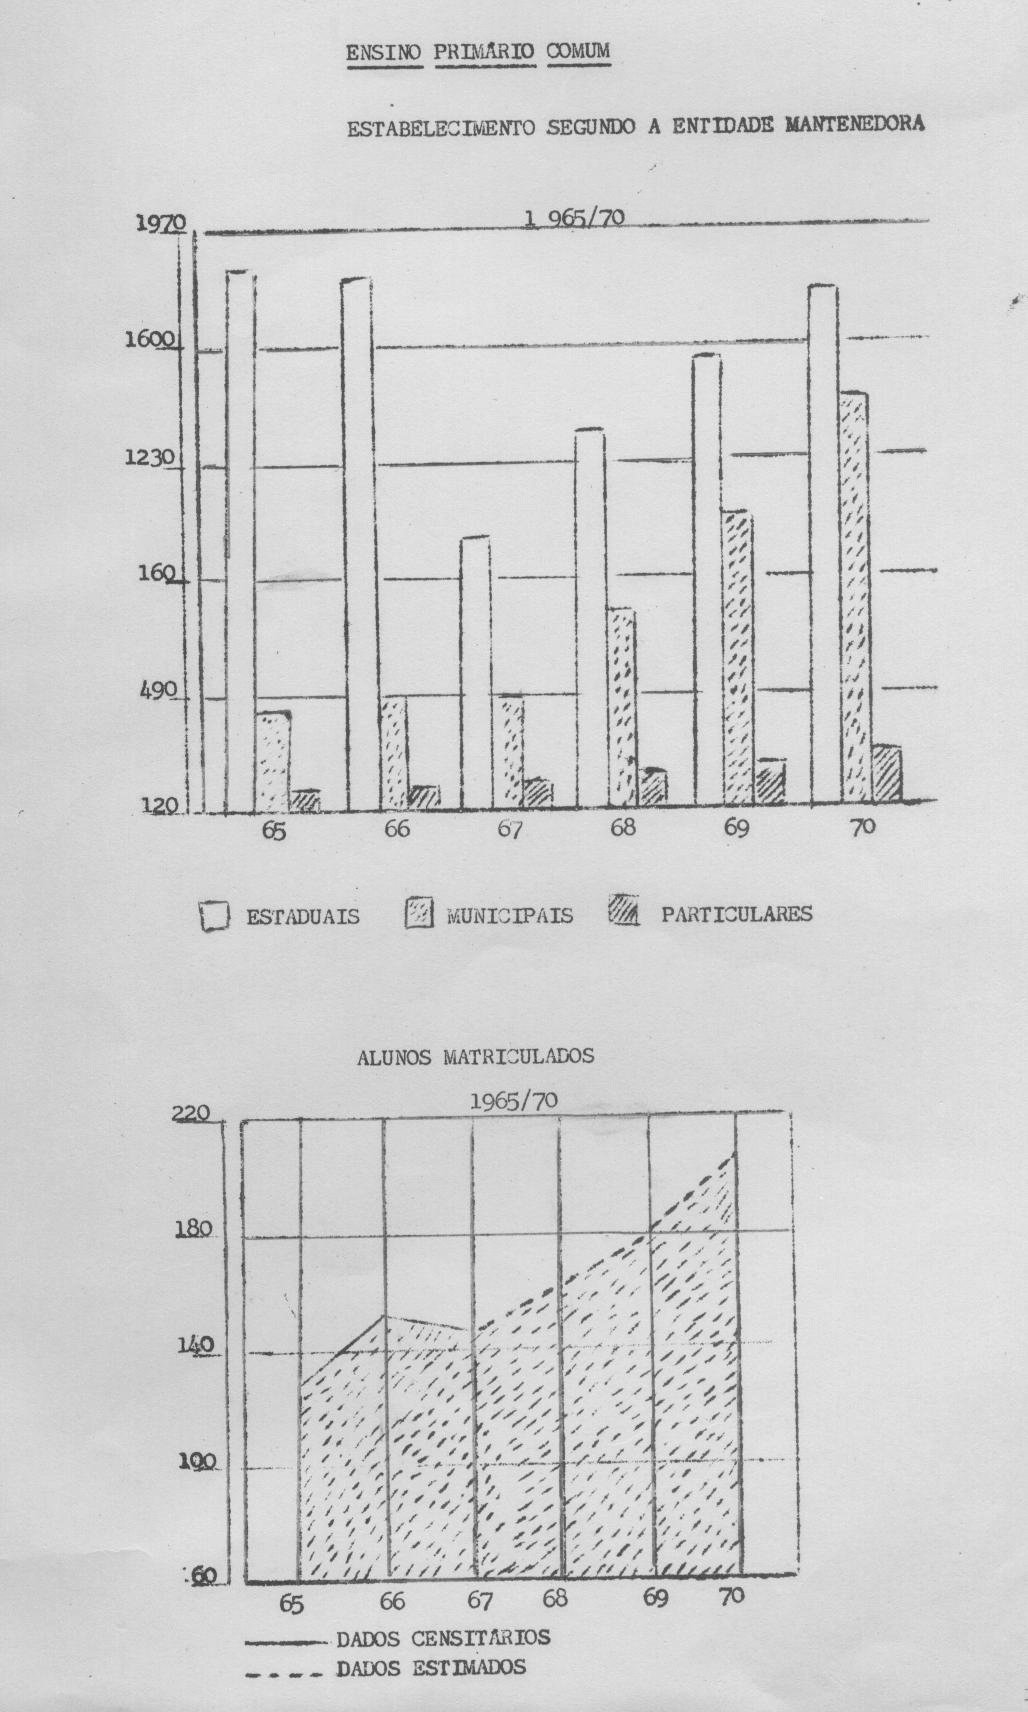 ENSINO PRIMÁRIO COMUM
ESTABELECIMENTO SEGUNDO A ENTIDADE MANTENEDORA
1 965/70
1970
1600
1230
160
490
120
65 66 67 68 69 70
ESTADUAIS MUNICIPAIS PARTICULARES
ALUNOS MATRICULADOS
1965/70
220
180
140
100
60
65 66 67 68 69 70
DADOS CENSITÁRIOS
DADOS ESTIMADOS